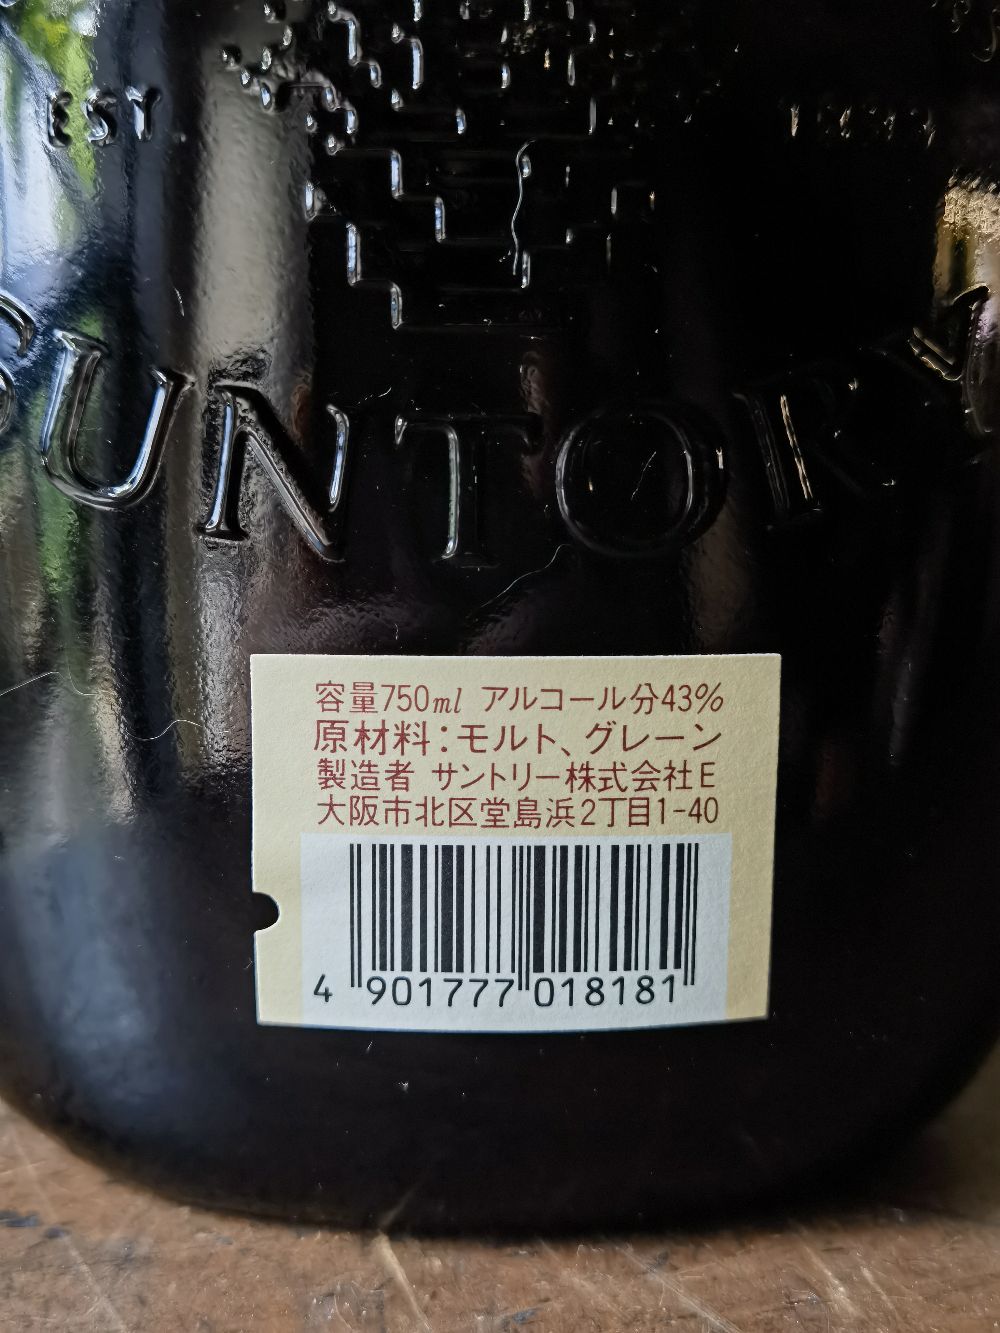 EST
SUNTORY
容量750ml アルコール分43%
原材料:モルト、グレーン
製造者 サントリー株式会社E
大阪市北区堂島浜2丁目1-40
4 901777 018181